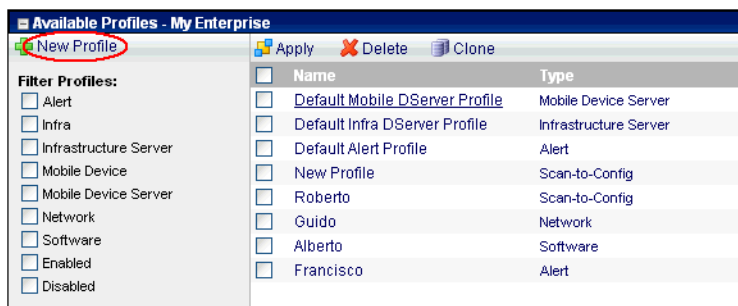 Available Profiles - My Enterprise
New Profile
Apply Delete Clone
Filter Profiles:
Alert
Infra
Infrastructure Server
Mobile Device
Mobile Device Server
Network
Software
Enabled
Disabled
Name Type
Default Mobile DServer Profile Mobile Device Server
Default Infra DServer Profile Infrastructure Server
Default Alert Profile Alert
New Profile Scan-to-Config
Roberto Scan-to-Config
Guido Network
Alberto Software
Francisco Alert